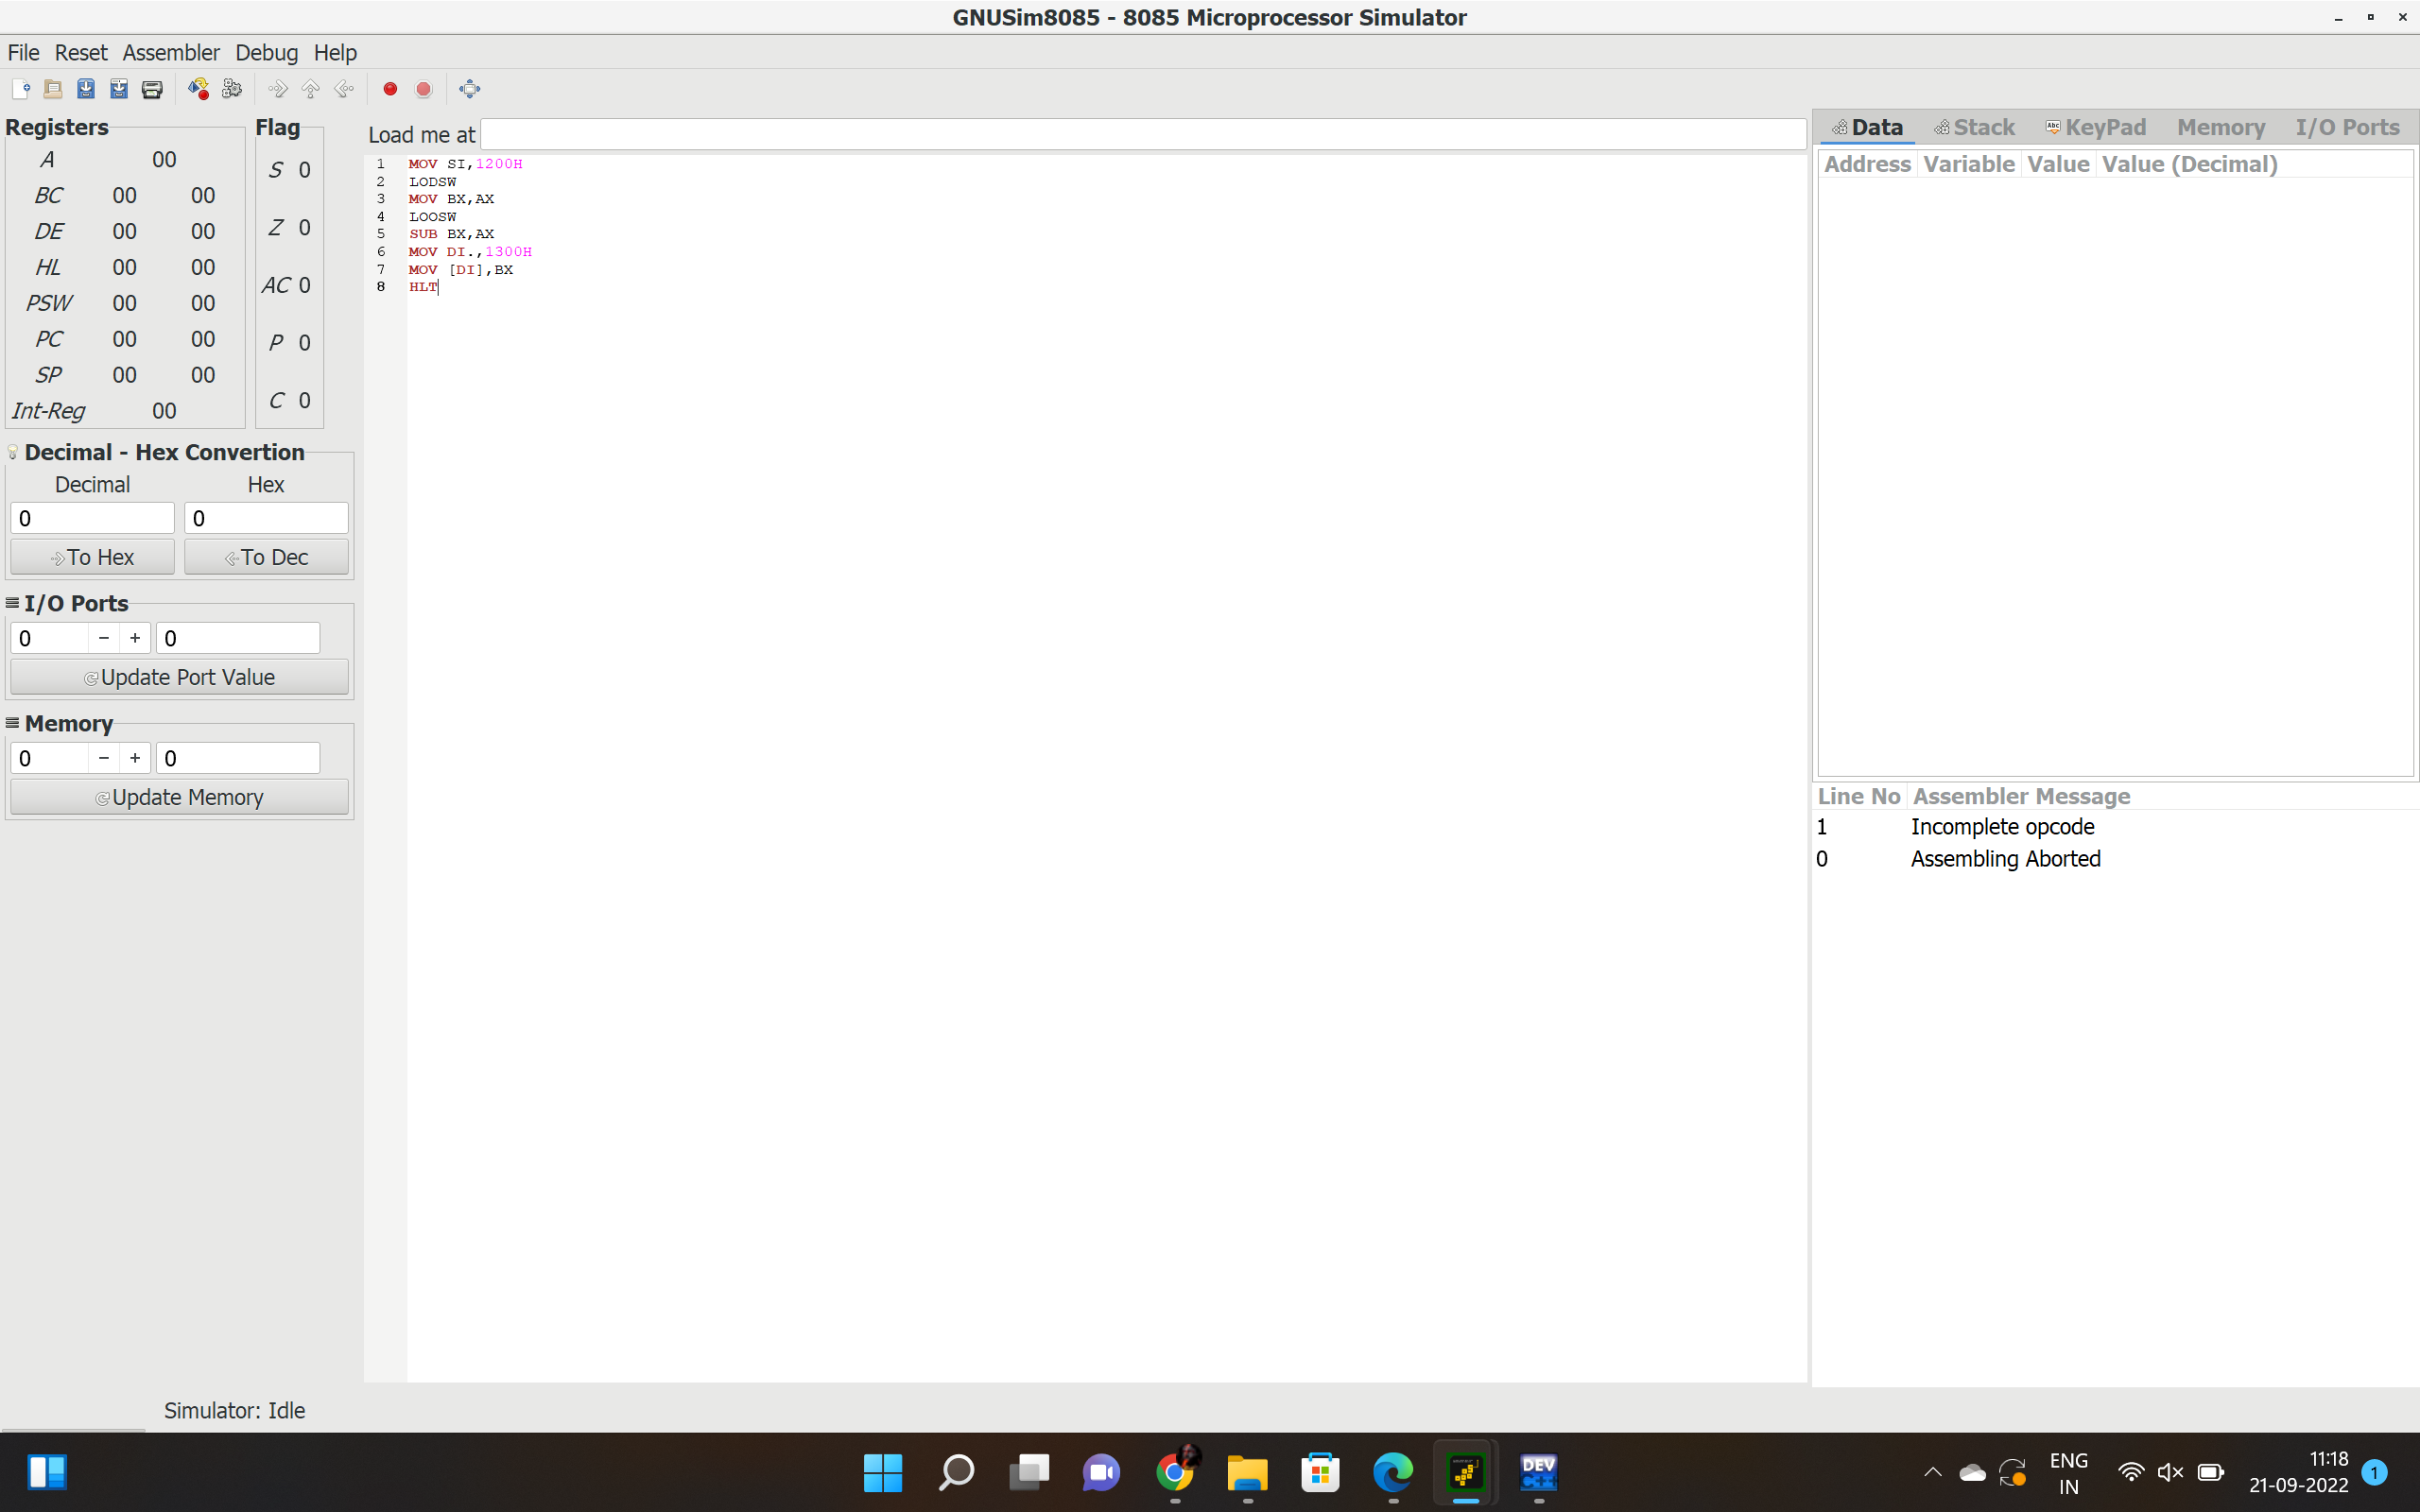 GNUSim8085 - 8085 Microprocessor Simulator
File Reset Assembler Debug Help
Registers
A 00
BC 00 00
DE 00 00
HL 00 00
PSW 00 00
PC 00 00
SP 00 00
Int-Reg 00
Flag
S 0
Z 0
AC 0
P 0
C 0
Decimal - Hex Convertion
Decimal Hex
0 0
To Hex To Dec
I/O Ports
0 − + 0
Update Port Value
Memory
0 − + 0
Update Memory
Load me at
1 MOV SI,1200H
2 LODSW
3 MOV BX,AX
4 LOOSW
5 SUB BX,AX
6 MOV DI.,1300H
7 MOV [DI],BX
8 HLT
Data Stack KeyPad Memory I/O Ports
Address Variable Value Value (Decimal)
Line No Assembler Message
1 Incomplete opcode
0 Assembling Aborted
Simulator: Idle
DEV
C++
ENG
IN
11:18
21-09-2022
1